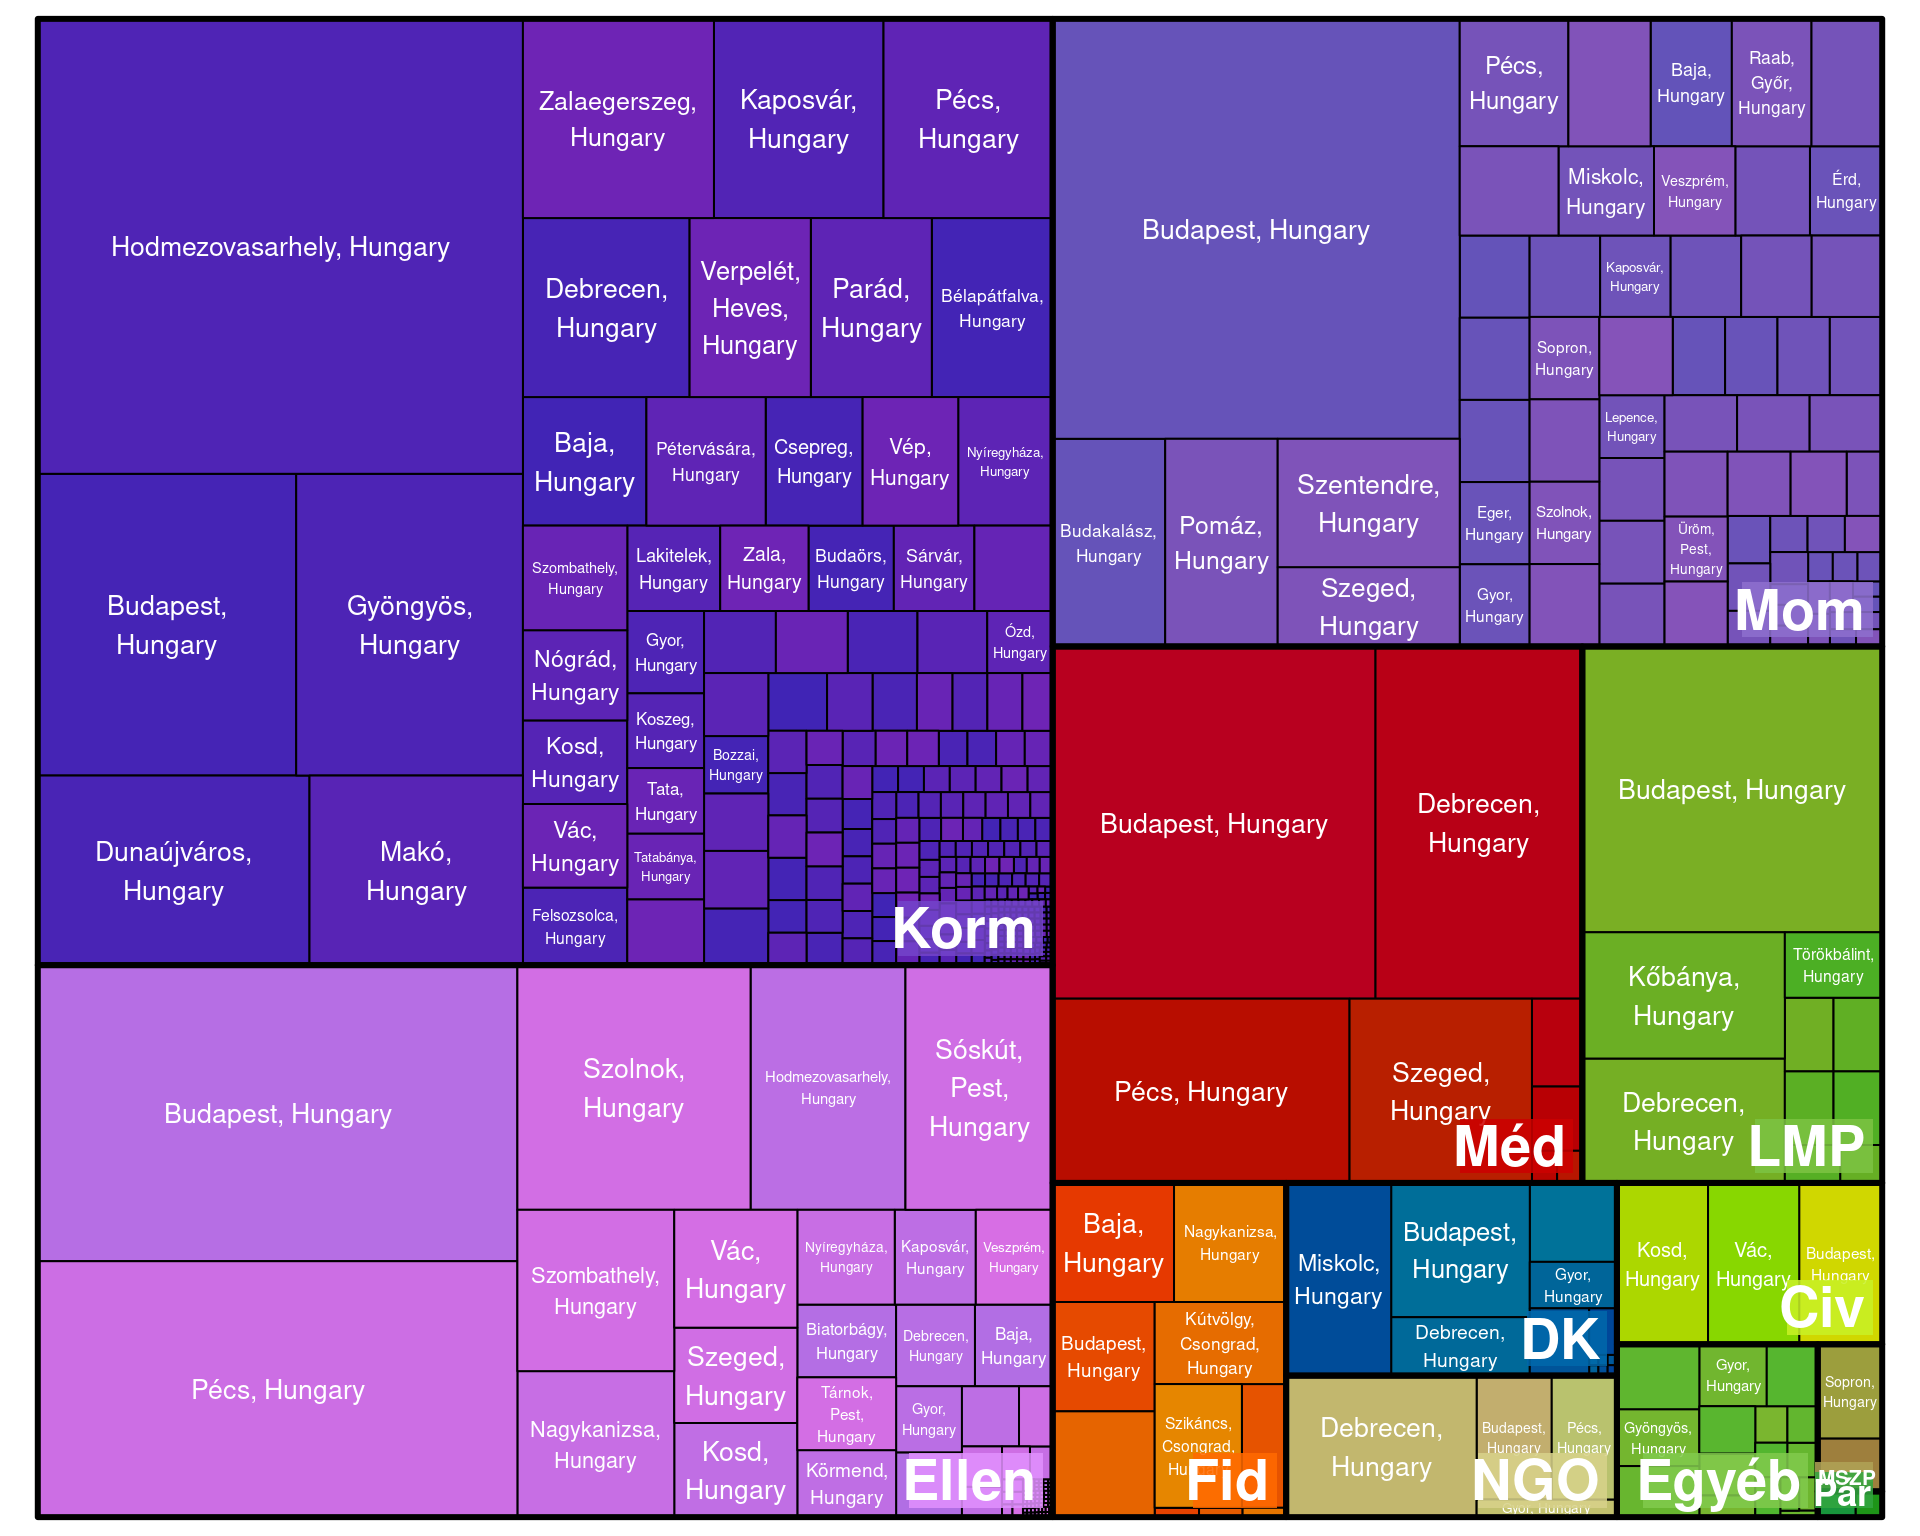 Hodmezovasarhely, Hungary
Budapest,
Hungary
Gyöngyös,
Hungary
Dunaújváros,
Hungary
Makó,
Hungary
Zalaegerszeg,
Hungary
Kaposvár,
Hungary
Pécs,
Hungary
Debrecen,
Hungary
Verpelét,
Heves,
Hungary
Parád,
Hungary
Bélapátfalva,
Hungary
Baja,
Hungary
Pétervására,
Hungary
Csepreg,
Hungary
Vép,
Hungary
Nyíregyháza,
Hungary
Szombathely,
Hungary
Lakitelek,
Hungary
Zala,
Hungary
Budaörs,
Hungary
Sárvár,
Hungary
Nógrád,
Hungary
Gyor,
Hungary
Ózd,
Hungary
Kosd,
Hungary
Koszeg,
Hungary
Bozzai,
Hungary
Tata,
Hungary
Vác,
Hungary
Tatabánya,
Hungary
Felsozsolca,
Hungary
Korm
Budapest, Hungary
Pécs,
Hungary
Baja,
Hungary
Raab,
Győr,
Hungary
Miskolc,
Hungary
Veszprém,
Hungary
Érd,
Hungary
Kaposvár,
Hungary
Sopron,
Hungary
Lepence,
Hungary
Budakalász,
Hungary
Pomáz,
Hungary
Szentendre,
Hungary
Szeged,
Hungary
Eger,
Hungary
Szolnok,
Hungary
Gyor,
Hungary
Üröm,
Pest,
Hungary
Mom
Budapest, Hungary
Pécs, Hungary
Szolnok,
Hungary
Hodmezovasarhely,
Hungary
Sóskút,
Pest,
Hungary
Szombathely,
Hungary
Vác,
Hungary
Nyíregyháza,
Hungary
Kaposvár,
Hungary
Veszprém,
Hungary
Szeged,
Hungary
Biatorbágy,
Hungary
Debrecen,
Hungary
Baja,
Hungary
Nagykanizsa,
Hungary
Kosd,
Hungary
Tárnok,
Pest,
Hungary
Gyor,
Hungary
Körmend,
Hungary
Ellen
Budapest, Hungary
Debrecen,
Hungary
Pécs, Hungary
Szeged,
Hungary
Méd
Budapest, Hungary
Kőbánya,
Hungary
Törökbálint,
Hungary
Debrecen,
Hungary
LMP
Baja,
Hungary
Nagykanizsa,
Hungary
Budapest,
Hungary
Kútvölgy,
Csongrad,
Hungary
Szikáncs,
Csongrad,
Fid
Miskolc,
Hungary
Budapest,
Hungary
Gyor,
Hungary
Debrecen,
Hungary
DK
Debrecen,
Hungary
Budapest,
Hungary
Pécs,
Hungary
Gyor, Hungary
NGO
Kosd,
Hungary
Vác,
Hungary
Budapest,
Hungary
Civ
Gyor,
Hungary
Gyöngyös,
Hungary
Egyéb
Sopron,
Hungary
MSZP
Pár